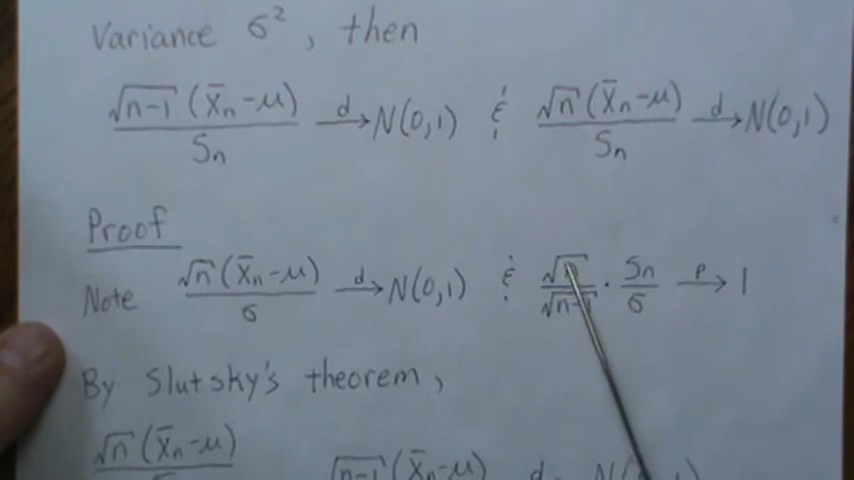 Variance σ², then
√n-1 (X̄n-μ) / Sn →d N(0,1) & √n (X̄n-μ) / Sn →d N(0,1)
Proof
Note √n (X̄n-μ) / σ →d N(0,1) & √n / √n-1 · Sn / σ →p 1
By Slutsky's theorem,
√n (X̄n-μ) √n-1 (X̄n-μ) d N(